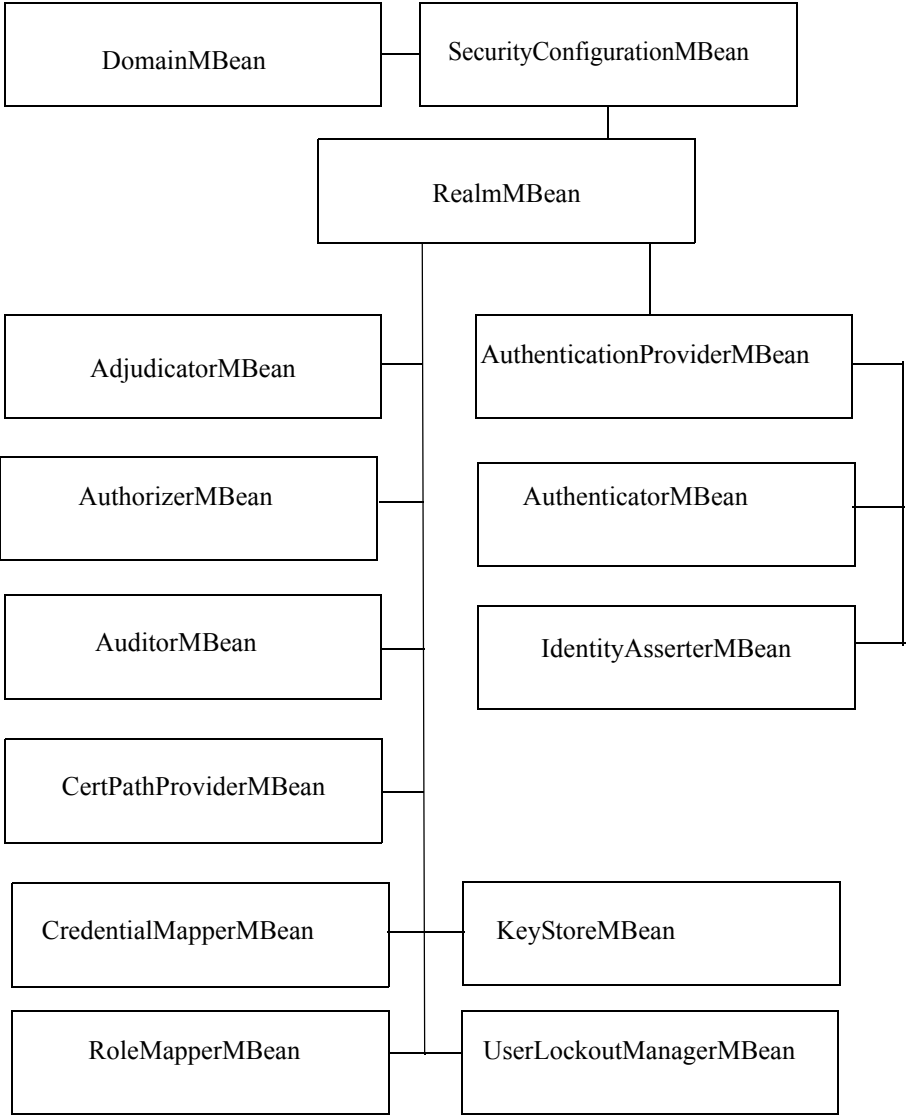 DomainMBean
SecurityConfigurationMBean
RealmMBean
AdjudicatorMBean
AuthenticationProviderMBean
AuthorizerMBean
AuthenticatorMBean
AuditorMBean
IdentityAsserterMBean
CertPathProviderMBean
CredentialMapperMBean
KeyStoreMBean
RoleMapperMBean
UserLockoutManagerMBean